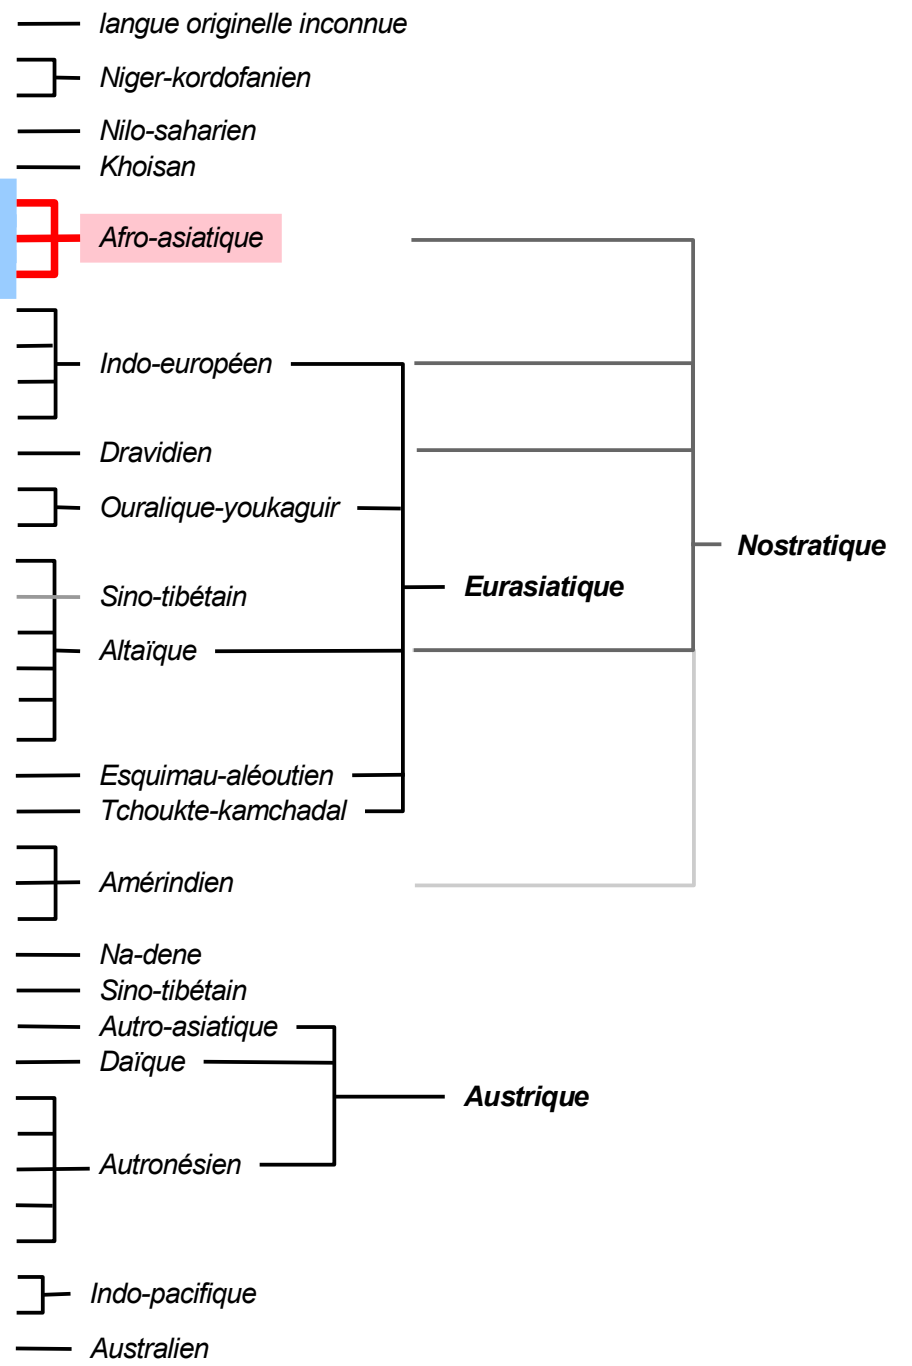 langue originelle inconnue
Niger-kordofanien
Nilo-saharien
Khoisan
Afro-asiatique
Indo-européen
Dravidien
Ouralique-youkaguir
Nostratique
Eurasiatique
Sino-tibétain
Altaïque
Esquimau-aléoutien
Tchoukte-kamchadal
Amérindien
Na-dene
Sino-tibétain
Autro-asiatique
Daïque
Austrique
Autronésien
Indo-pacifique
Australien